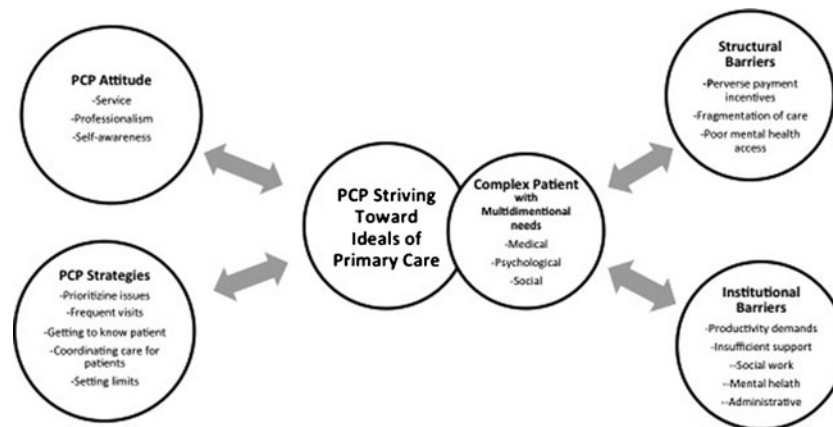 PCP Attitude
-Service
-Professionalism
-Self-awareness
PCP Strategies
-Prioritizine issues
-Frequent visits
-Getting to know patient
-Coordinating care for
patients
-Setting limits
PCP Striving
Toward
Ideals of
Primary Care
Complex Patient
with
Multidimentional
needs
-Medical
-Psychological
-Social
Structural
Barriers
-Perverse payment
incentives
-Fragmentation of care
-Poor mental health
access
Institutional
Barriers
-Productivity demands
-Insufficient support
--Social work
--Mental helath
--Administrative